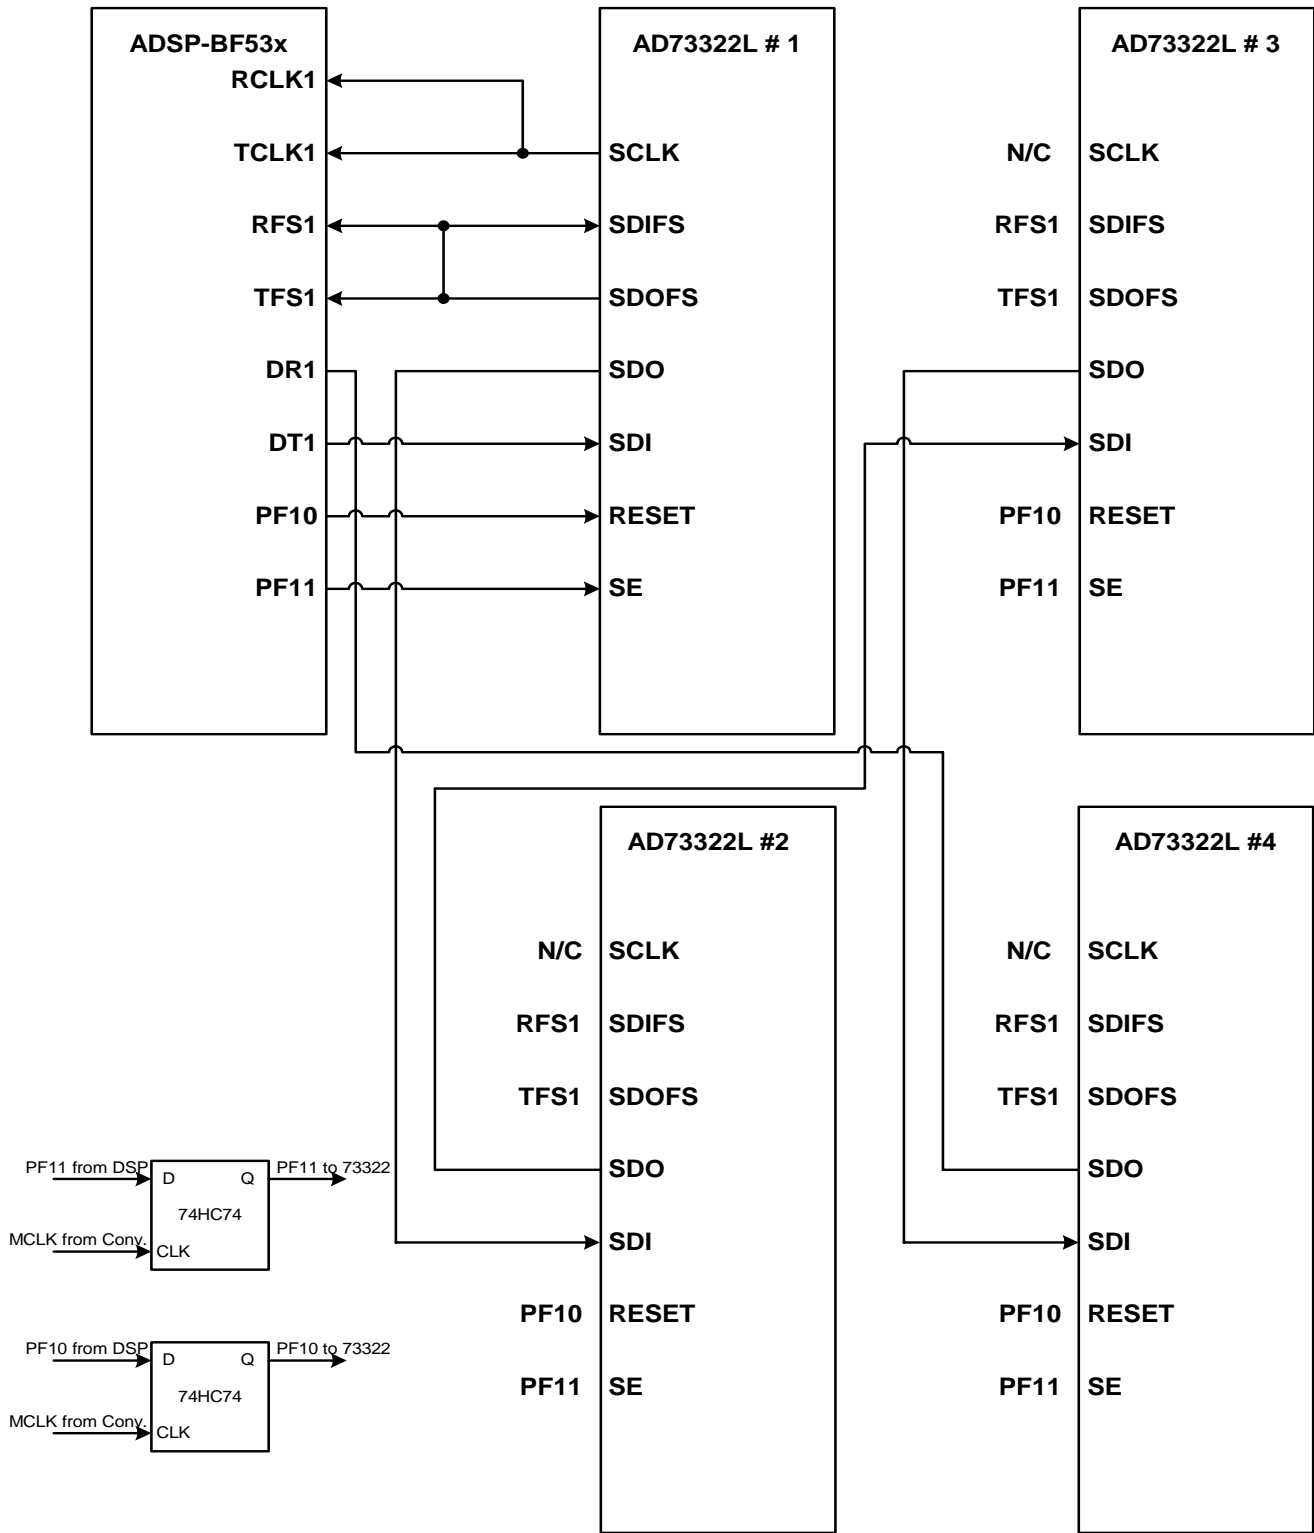 ADSP-BF53x
RCLK1
TCLK1
RFS1
TFS1
DR1
DT1
PF10
PF11
AD73322L # 1
SCLK
SDIFS
SDOFS
SDO
SDI
RESET
SE
AD73322L # 3
N/C SCLK
RFS1 SDIFS
TFS1 SDOFS
SDO
SDI
PF10 RESET
PF11 SE
AD73322L #2
N/C SCLK
RFS1 SDIFS
TFS1 SDOFS
SDO
SDI
PF10 RESET
PF11 SE
AD73322L #4
N/C SCLK
RFS1 SDIFS
TFS1 SDOFS
SDO
SDI
PF10 RESET
PF11 SE
PF11 from DSP
D Q
PF11 to 73322
74HC74
MCLK from Conv.
CLK
PF10 from DSP
D Q
PF10 to 73322
74HC74
MCLK from Conv.
CLK